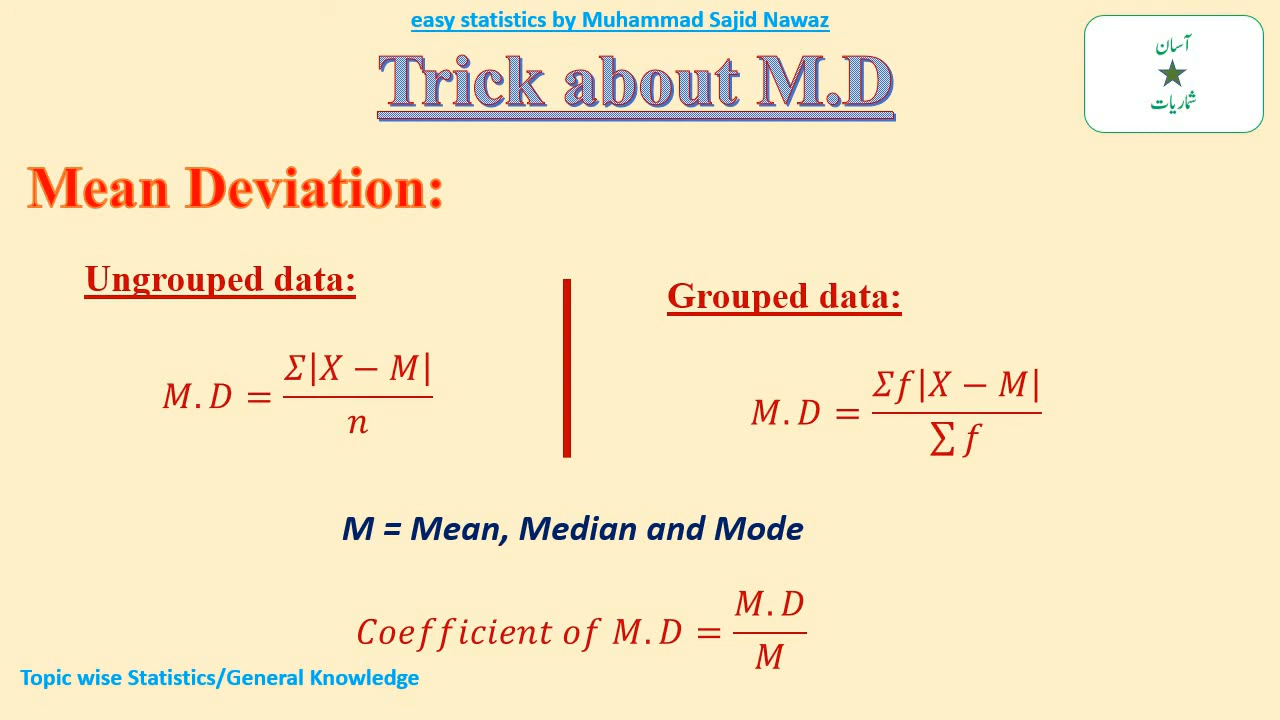 easy statistics by Muhammad Sajid Nawaz
Trick about M.D
آسان
شماریات
Mean Deviation:
Ungrouped data:
Grouped data:
M.D = Σ|X − M| / n
M.D = Σf|X − M| / ∑f
M = Mean, Median and Mode
Coefficient of M.D = M.D / M
Topic wise Statistics/General Knowledge